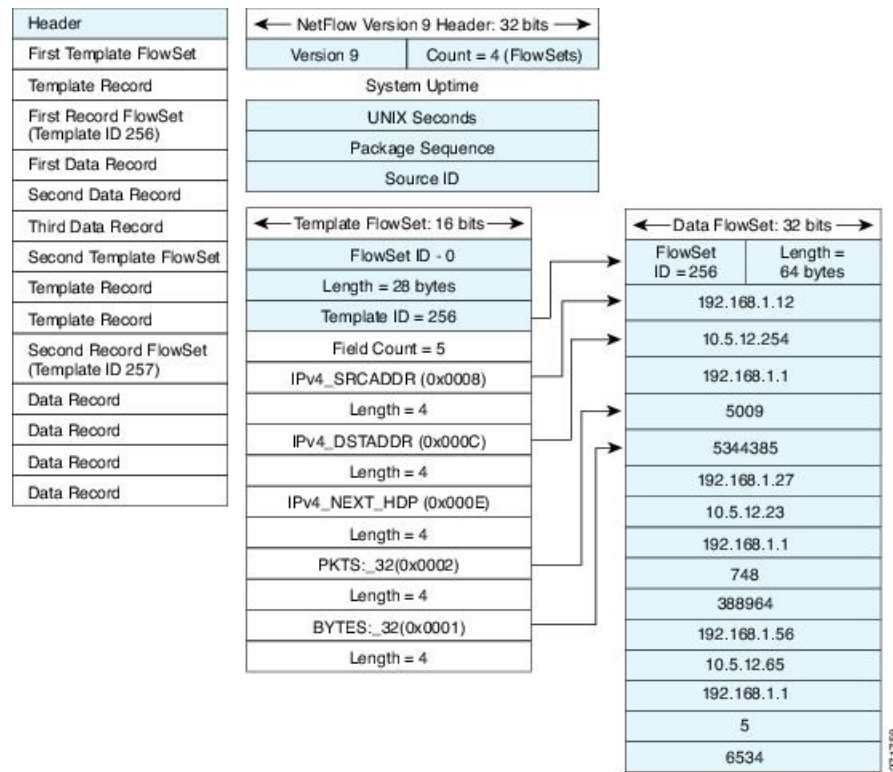 Header
First Template FlowSet
Template Record
First Record FlowSet
(Template ID 256)
First Data Record
Second Data Record
Third Data Record
Second Template FlowSet
Template Record
Template Record
Second Record FlowSet
(Template ID 257)
Data Record
Data Record
Data Record
Data Record
NetFlow Version 9 Header: 32 bits
Version 9
Count = 4 (FlowSets)
System Uptime
UNIX Seconds
Package Sequence
Source ID
Template FlowSet: 16 bits
FlowSet ID - 0
Length = 28 bytes
Template ID = 256
Field Count = 5
IPv4_SRCADDR (0x0008)
Length = 4
IPv4_DSTADDR (0x000C)
Length = 4
IPv4_NEXT_HDP (0x000E)
Length = 4
PKTS:_32(0x0002)
Length = 4
BYTES:_32(0x0001)
Length = 4
Data FlowSet: 32 bits
FlowSet
ID = 256
Length =
64 bytes
192.168.1.12
10.5.12.254
192.168.1.1
5009
5344385
192.168.1.27
10.5.12.23
192.168.1.1
748
388964
192.168.1.56
10.5.12.65
192.168.1.1
5
6534